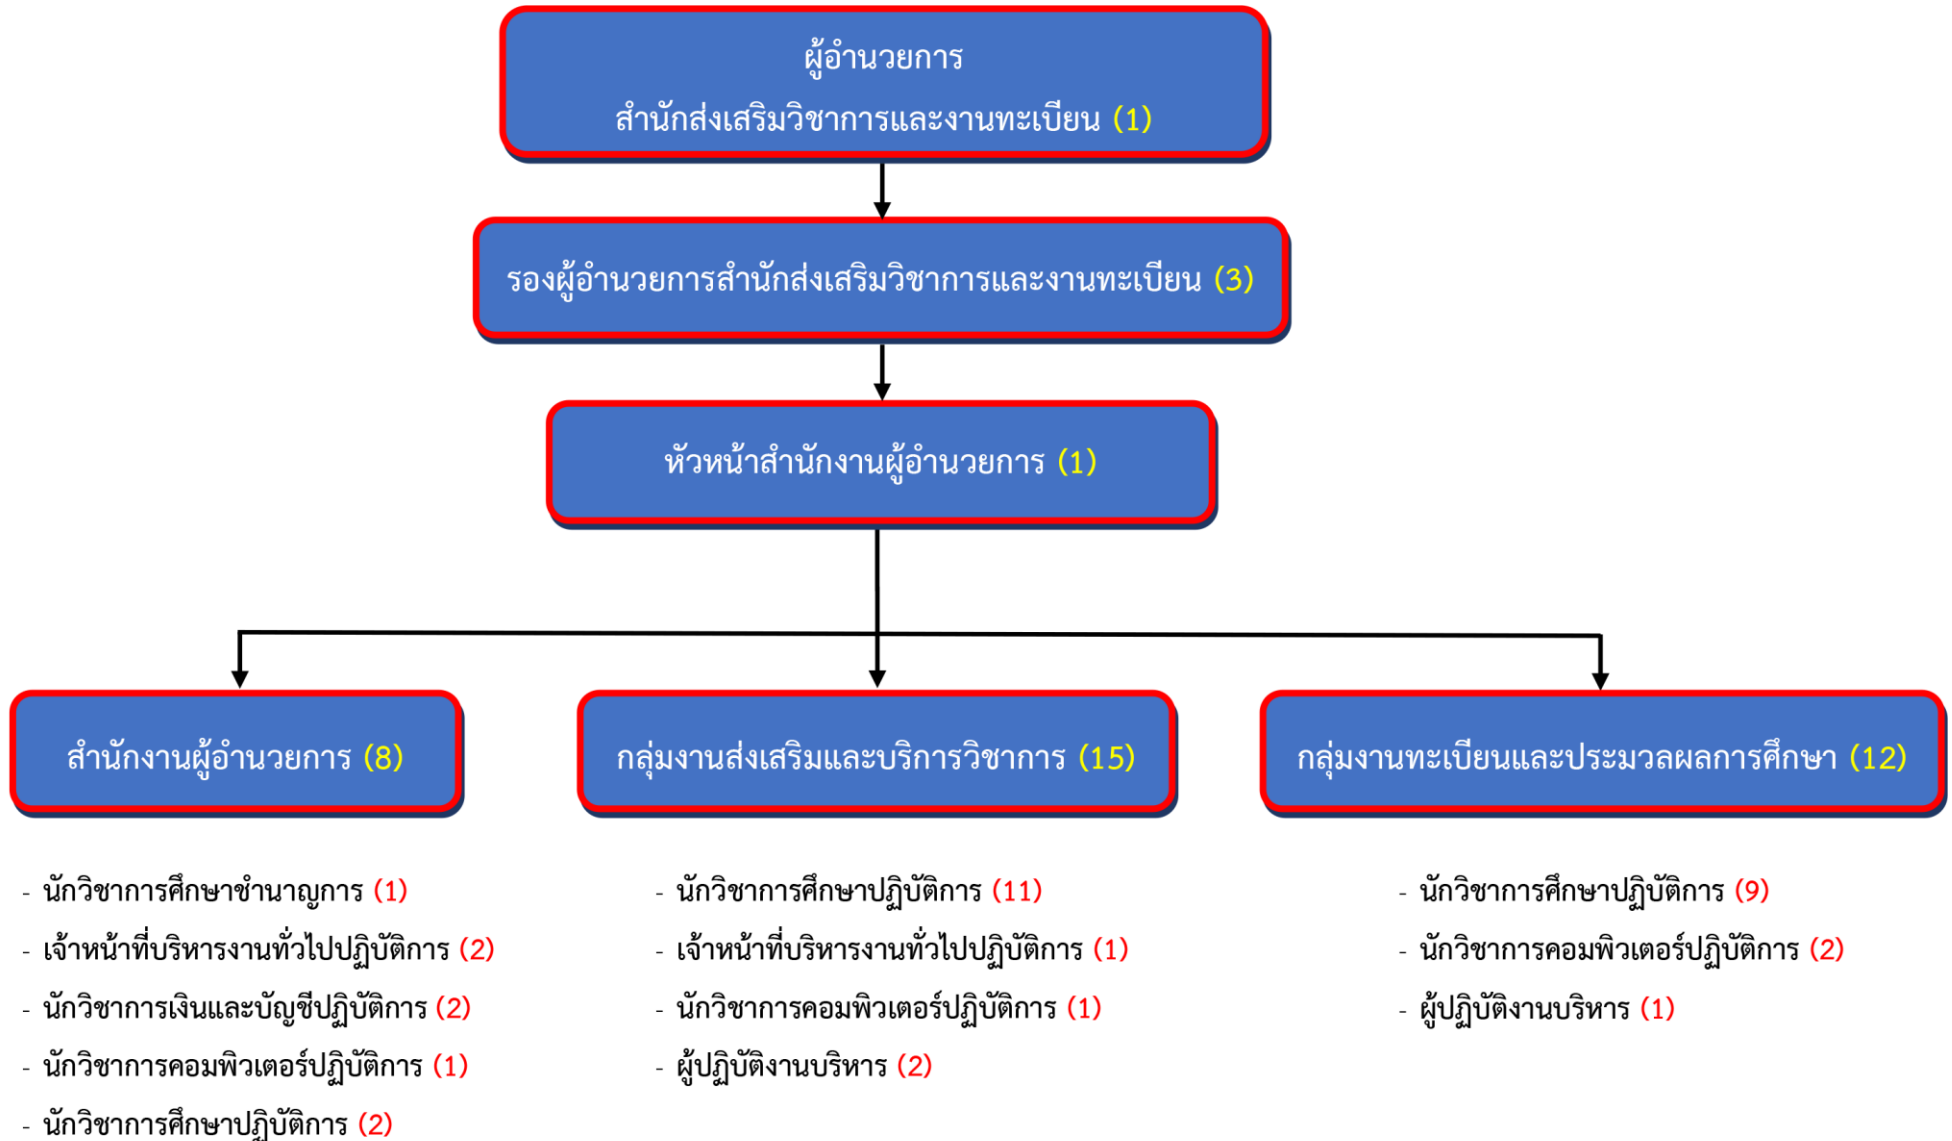 ผู้อำนวยการ
สำนักส่งเสริมวิชาการและงานทะเบียน (1)
รองผู้อำนวยการสำนักส่งเสริมวิชาการและงานทะเบียน (3)
หัวหน้าสำนักงานผู้อำนวยการ (1)
สำนักงานผู้อำนวยการ (8)
- นักวิชาการศึกษาชำนาญการ (1)
- เจ้าหน้าที่บริหารงานทั่วไปปฏิบัติการ (2)
- นักวิชาการเงินและบัญชีปฏิบัติการ (2)
- นักวิชาการคอมพิวเตอร์ปฏิบัติการ (1)
- นักวิชาการศึกษาปฏิบัติการ (2)
กลุ่มงานส่งเสริมและบริการวิชาการ (15)
- นักวิชาการศึกษาปฏิบัติการ (11)
- เจ้าหน้าที่บริหารงานทั่วไปปฏิบัติการ (1)
- นักวิชาการคอมพิวเตอร์ปฏิบัติการ (1)
- ผู้ปฏิบัติงานบริหาร (2)
กลุ่มงานทะเบียนและประมวลผลการศึกษา (12)
- นักวิชาการศึกษาปฏิบัติการ (9)
- นักวิชาการคอมพิวเตอร์ปฏิบัติการ (2)
- ผู้ปฏิบัติงานบริหาร (1)